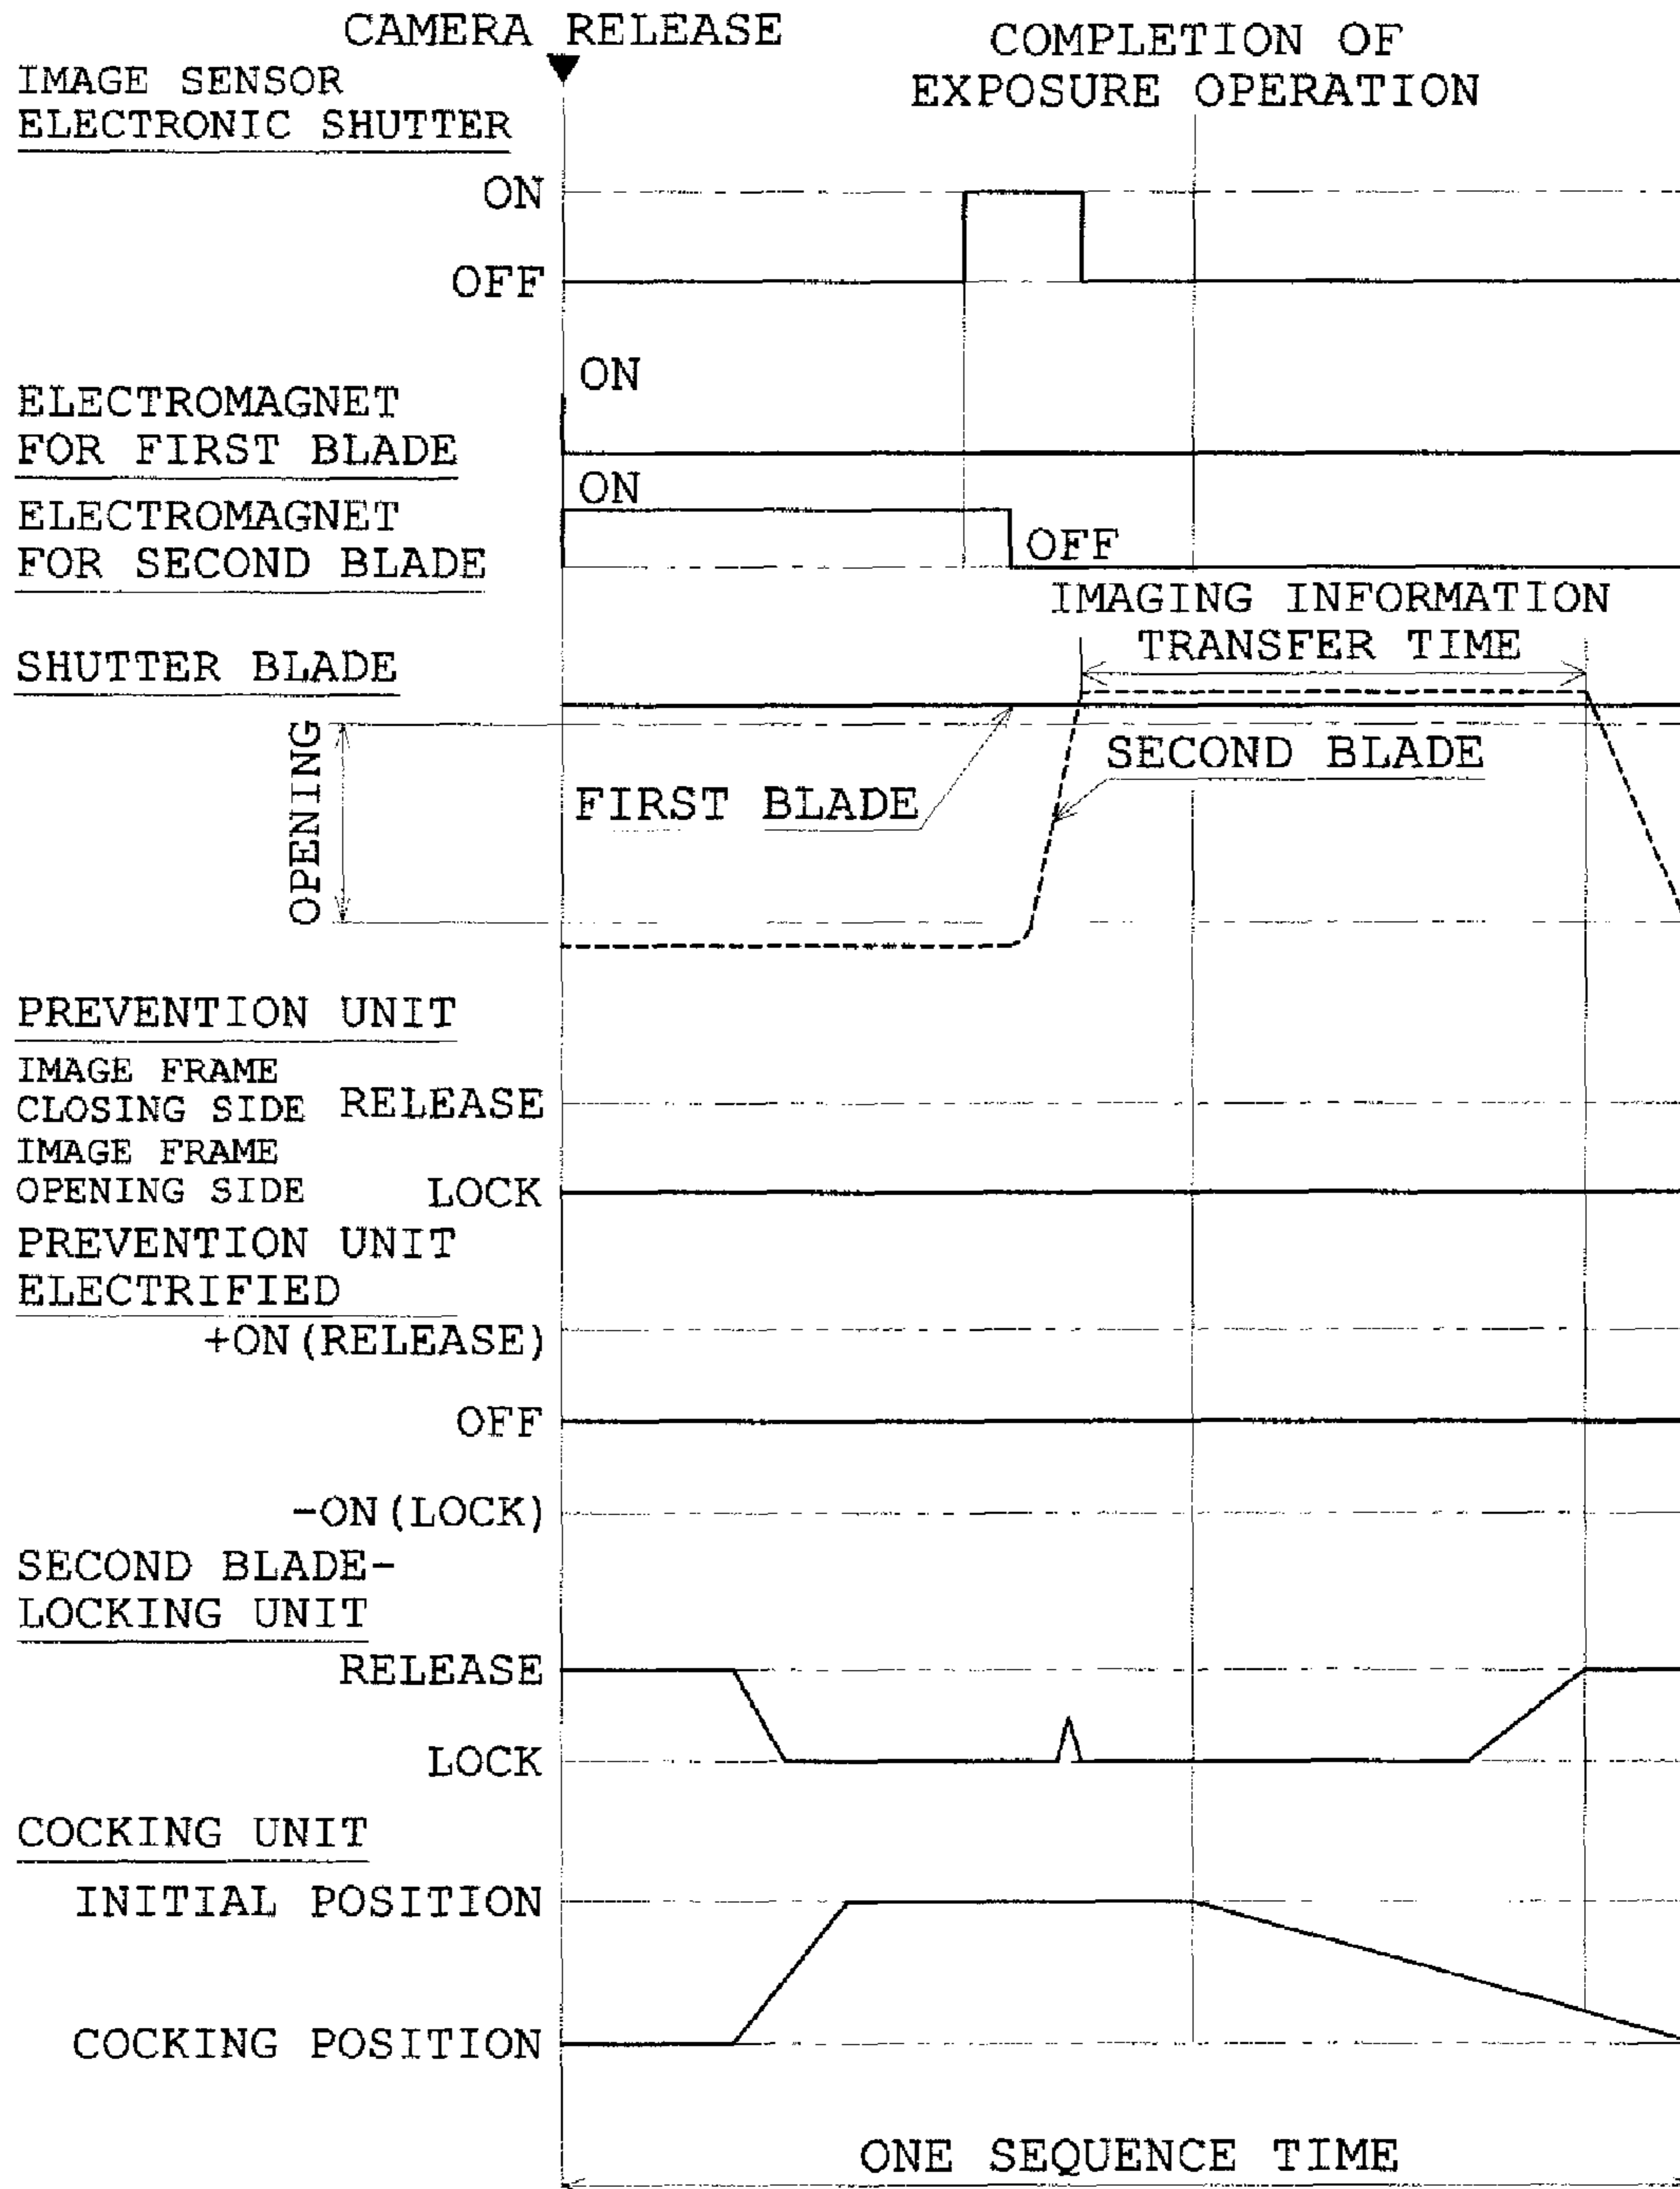 CAMERA RELEASE
COMPLETION OF
EXPOSURE OPERATION
IMAGE SENSOR
ELECTRONIC SHUTTER
ON
OFF
ON
ELECTROMAGNET
FOR FIRST BLADE
ON
ELECTROMAGNET
FOR SECOND BLADE
OFF
IMAGING INFORMATION
TRANSFER TIME
SHUTTER BLADE
OPENING
SECOND BLADE
FIRST BLADE
PREVENTION UNIT
IMAGE FRAME
CLOSING SIDE RELEASE
IMAGE FRAME
OPENING SIDE LOCK
PREVENTION UNIT
ELECTRIFIED
+ON(RELEASE)
OFF
-ON(LOCK)
SECOND BLADE-
LOCKING UNIT
RELEASE
LOCK
COCKING UNIT
INITIAL POSITION
COCKING POSITION
ONE SEQUENCE TIME